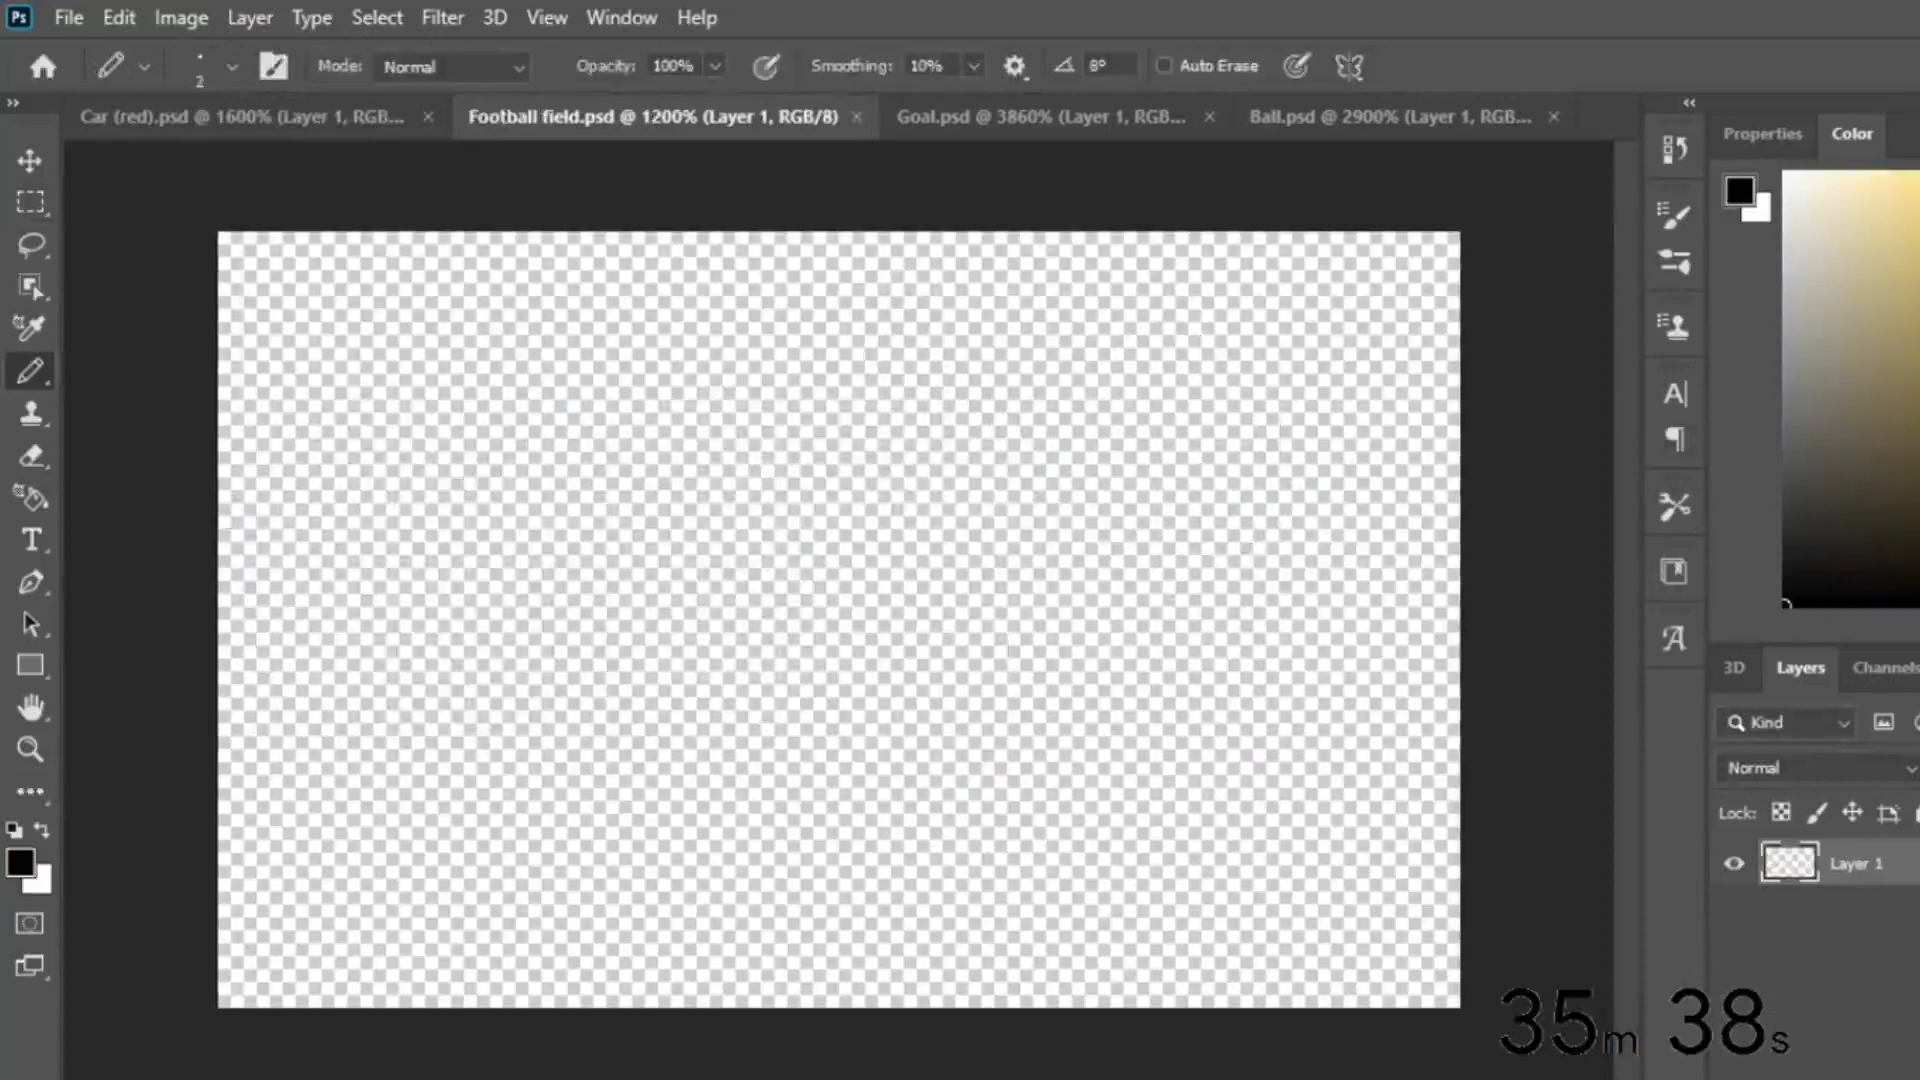 Ps File Edit Image Layer Type Select Filter 3D View Window Help
2 Mode: Normal Opacity: 100% Smoothing: 10% 8° Auto Erase
Car (red).psd @ 1600% (Layer 1, RGB... × Football field.psd @ 1200% (Layer 1, RGB/8) × Goal.psd @ 3860% (Layer 1, RGB... × Ball.psd @ 2900% (Layer 1, RGB... ×
Properties Color
3D Layers Channels
Kind
Normal
Lock:
Layer 1
35m 38s